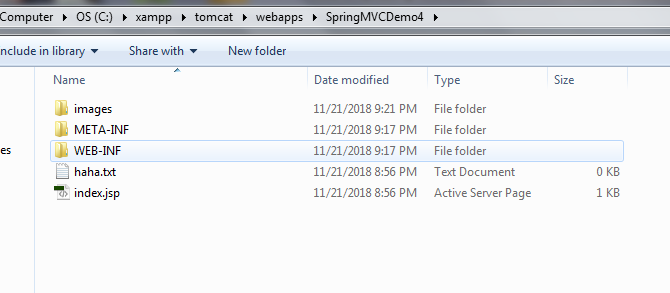 Computer OS (C:) xampp tomcat webapps SpringMVCDemo4
nclude in library Share with New folder
Name Date modified Type Size
images 11/21/2018 9:21 PM File folder
META-INF 11/21/2018 9:17 PM File folder
es WEB-INF 11/21/2018 9:17 PM File folder
haha.txt 11/21/2018 8:56 PM Text Document 0 KB
index.jsp 11/21/2018 8:56 PM Active Server Page 1 KB